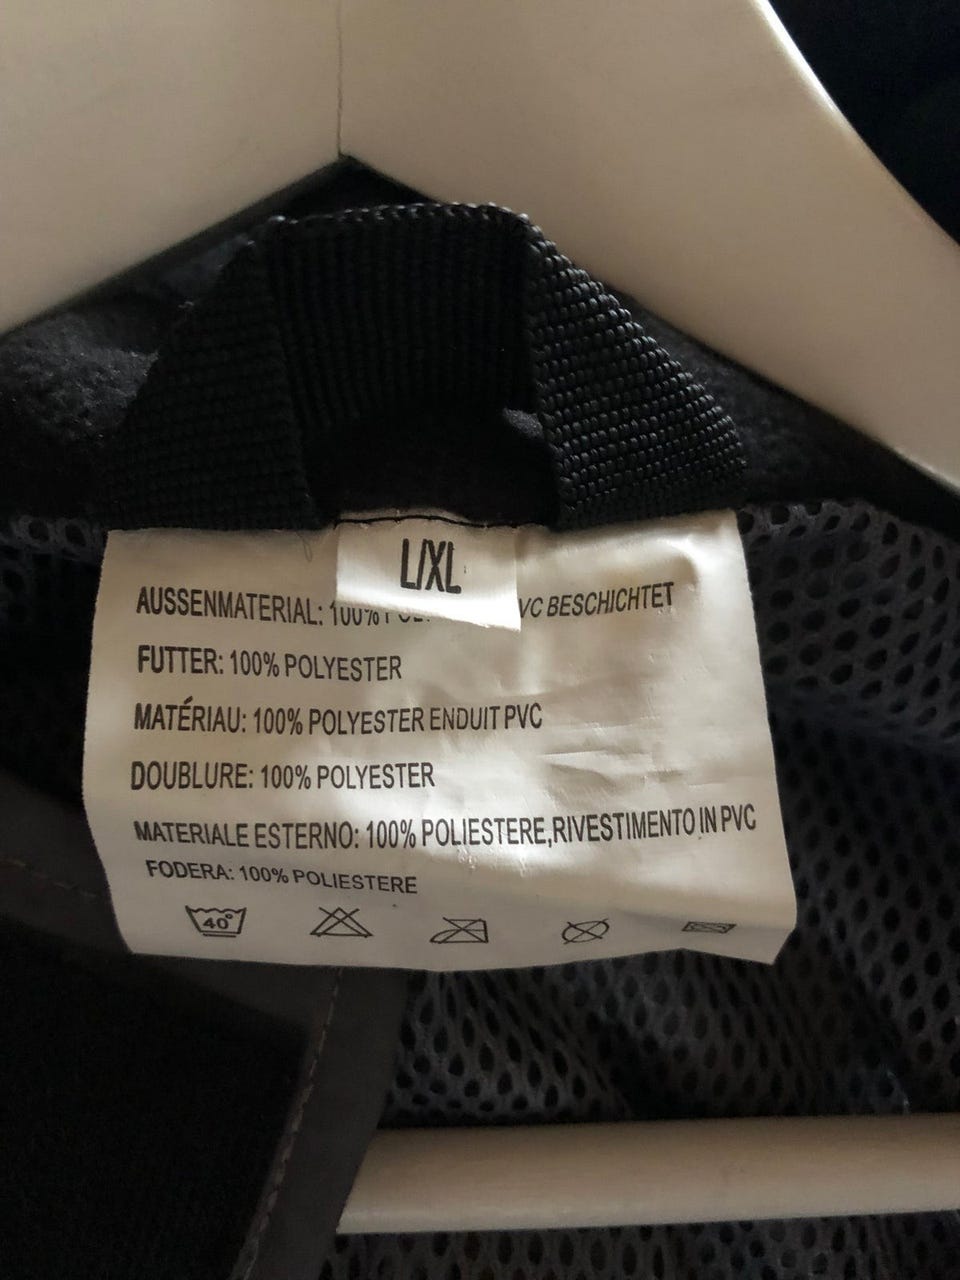 L/XL
AUSSENMATERIAL: 100% VC BESCHICHTET
FUTTER: 100% POLYESTER
MATÉRIAU: 100% POLYESTER ENDUIT PVC
DOUBLURE: 100% POLYESTER
MATERIALE ESTERNO: 100% POLIESTERE,RIVESTIMENTO IN PVC
FODERA: 100% POLIESTERE
40°